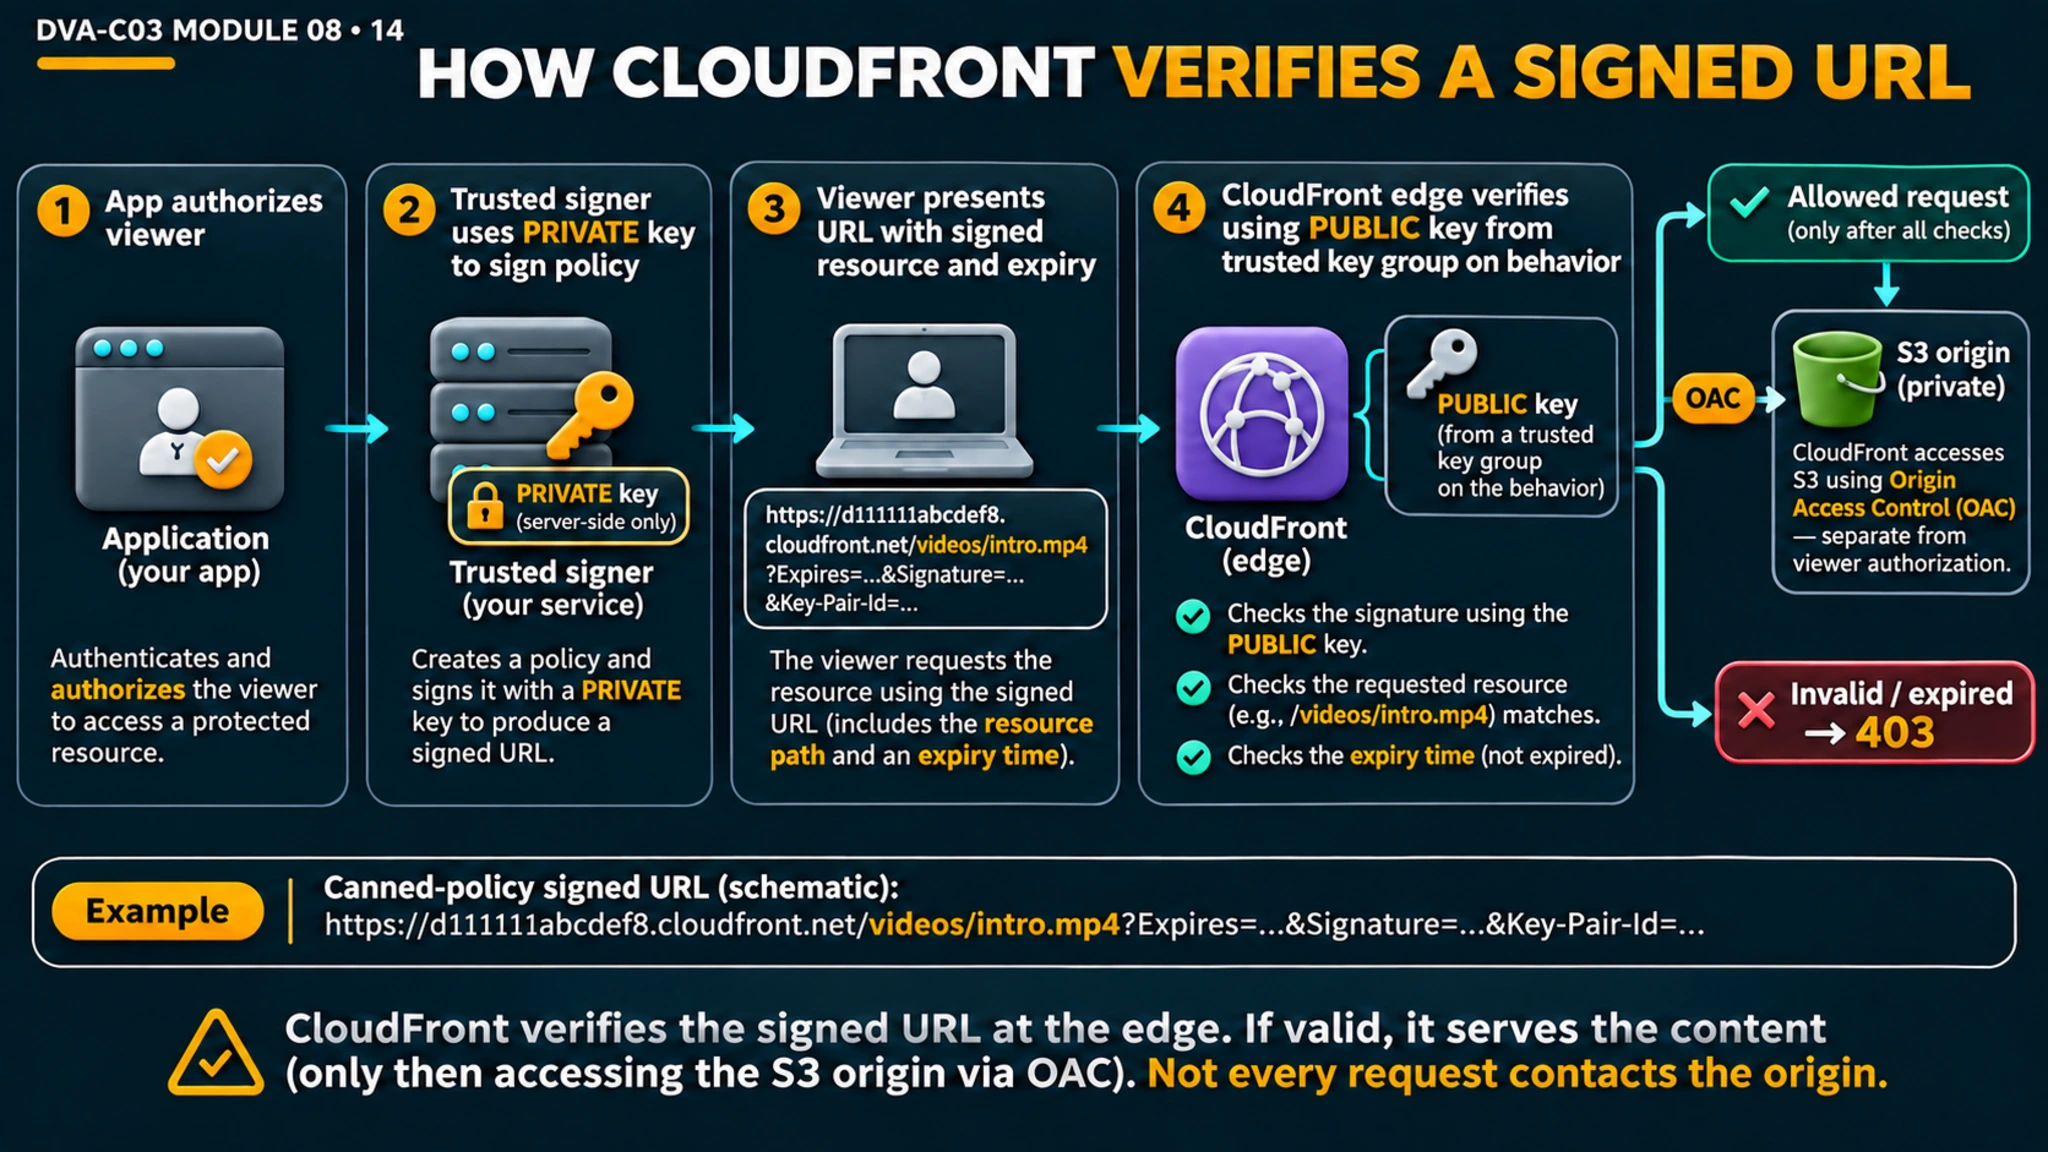 DVA-C03 MODULE 08 • 14
HOW CLOUDFRONT VERIFIES A SIGNED URL
1
App authorizes
viewer
Application
(your app)
Authenticates and
authorizes the viewer
to access a protected
resource.
2
Trusted signer
uses PRIVATE key
to sign policy
PRIVATE key
(server-side only)
Trusted signer
(your service)
Creates a policy and
signs it with a PRIVATE
key to produce a
signed URL.
3
Viewer presents
URL with signed
resource and expiry
https://d111111abcdef8.
cloudfront.net/videos/intro.mp4
?Expires=...&Signature=...
&Key-Pair-Id=...
The viewer requests the
resource using the signed
URL (includes the resource
path and an expiry time).
4
CloudFront edge verifies
using PUBLIC key from
trusted key group on behavior
PUBLIC key
(from a trusted
key group
on the behavior)
CloudFront
(edge)
Checks the signature using the
PUBLIC key.
Checks the requested resource
(e.g., /videos/intro.mp4) matches.
Checks the expiry time (not expired).
Allowed request
(only after all checks)
OAC
S3 origin
(private)
CloudFront accesses
S3 using Origin
Access Control (OAC)
— separate from
viewer authorization.
Invalid / expired
→ 403
Example
Canned-policy signed URL (schematic):
https://d111111abcdef8.cloudfront.net/videos/intro.mp4?Expires=...&Signature=...&Key-Pair-Id=...
CloudFront verifies the signed URL at the edge. If valid, it serves the content
(only then accessing the S3 origin via OAC). Not every request contacts the origin.